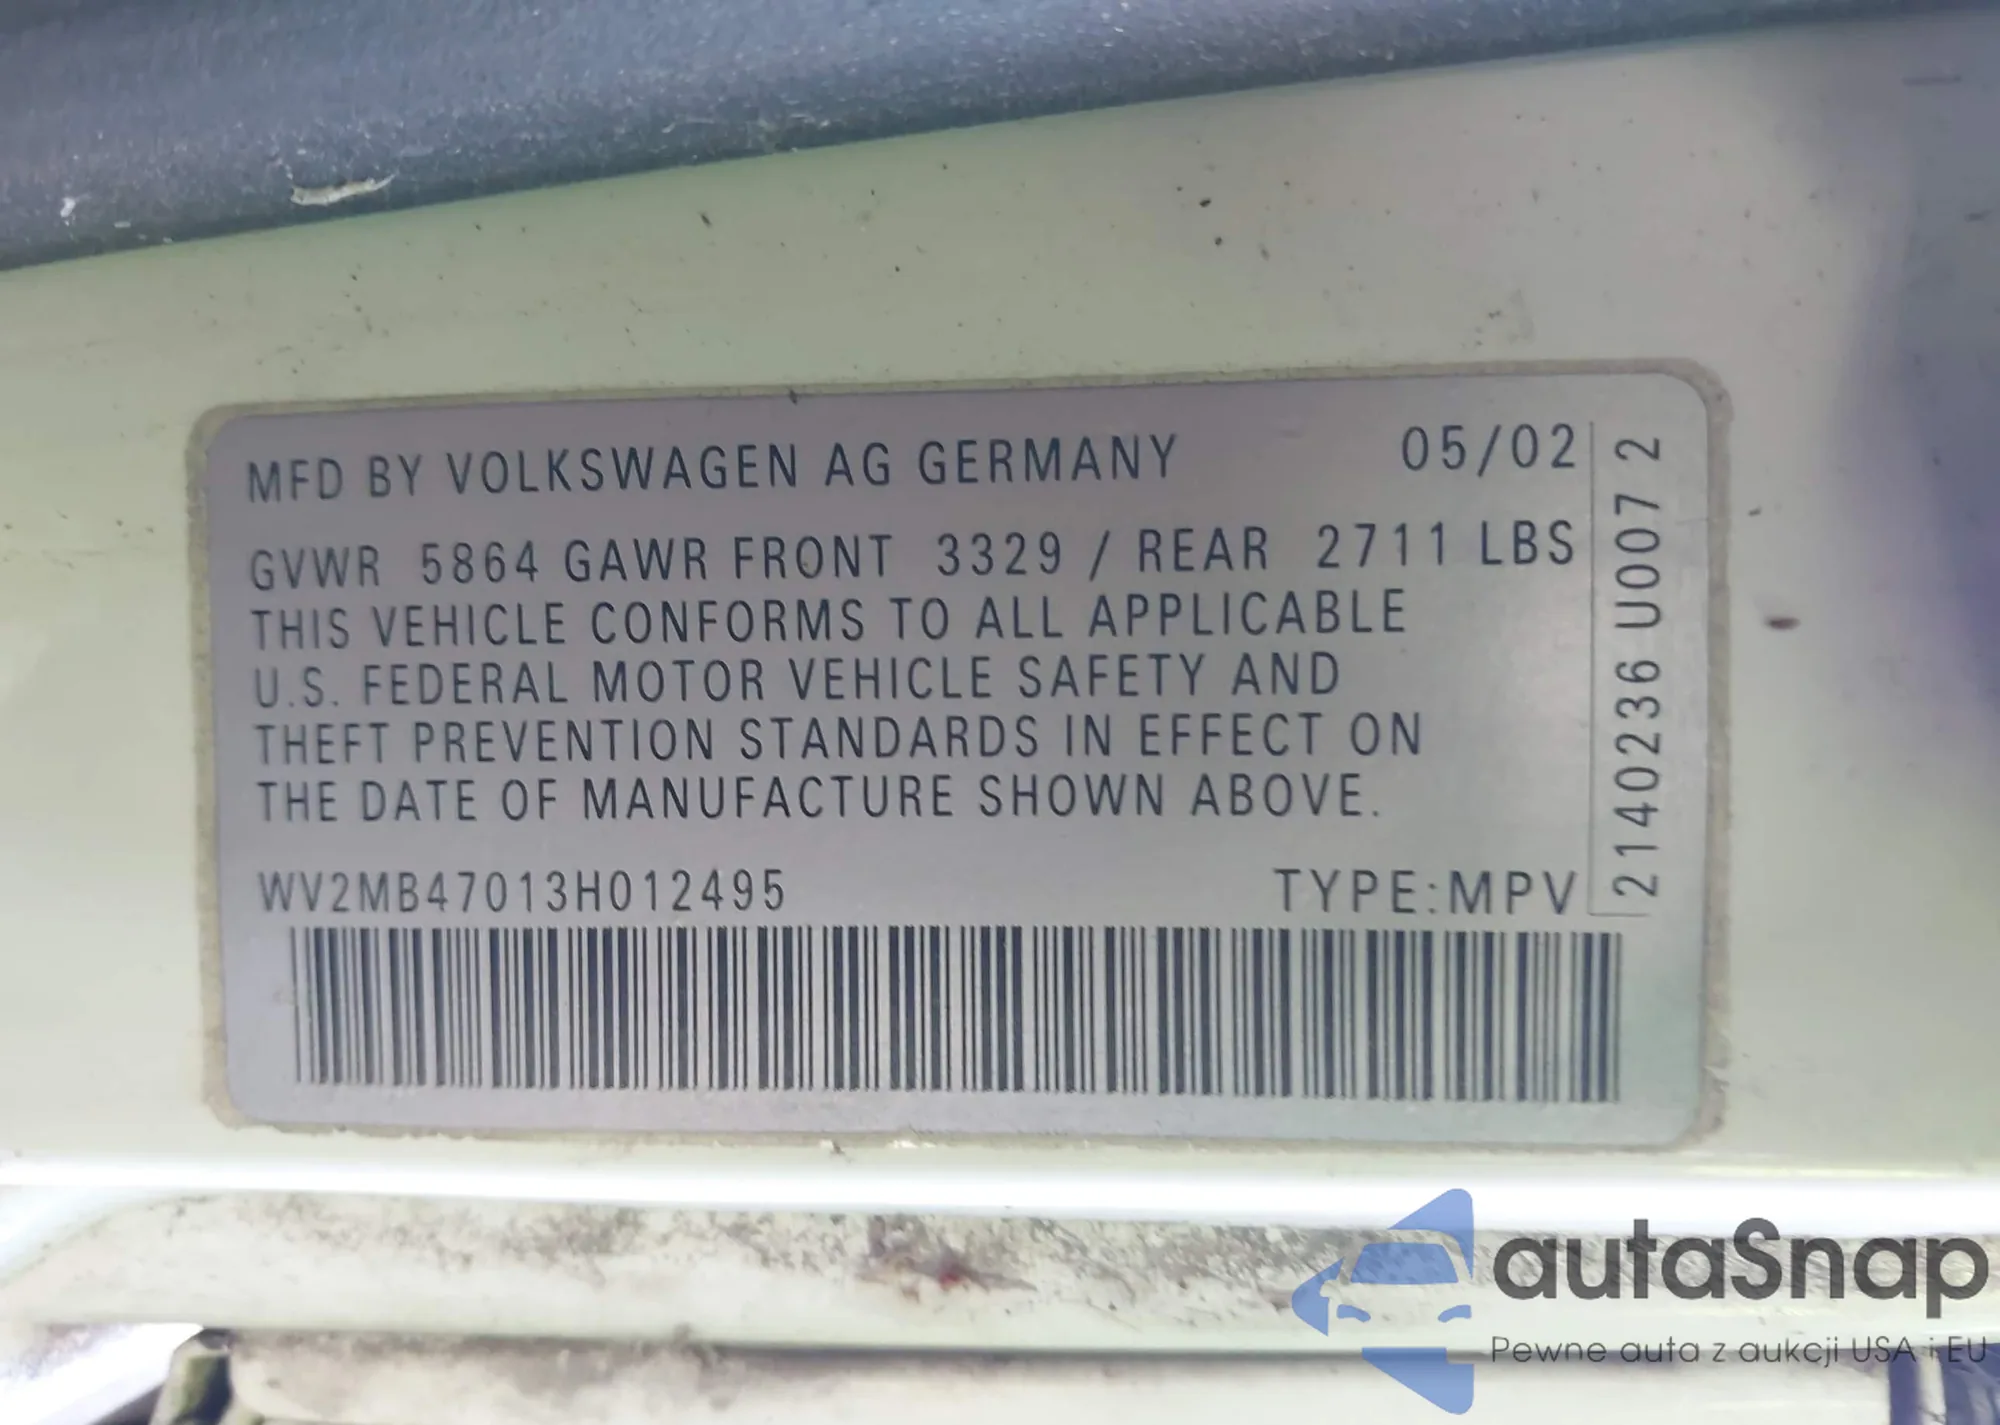 MFD BY VOLKSWAGEN AG GERMANY 05/02
GVWR 5864 GAWR FRONT 3329 / REAR 2711 LBS
THIS VEHICLE CONFORMS TO ALL APPLICABLE
U.S. FEDERAL MOTOR VEHICLE SAFETY AND
THEFT PREVENTION STANDARDS IN EFFECT ON
THE DATE OF MANUFACTURE SHOWN ABOVE.
WV2MB47013H012495 TYPE:MPV
2140236 U007 2
autaSnap
Pewne auta z aukcji USA i EU